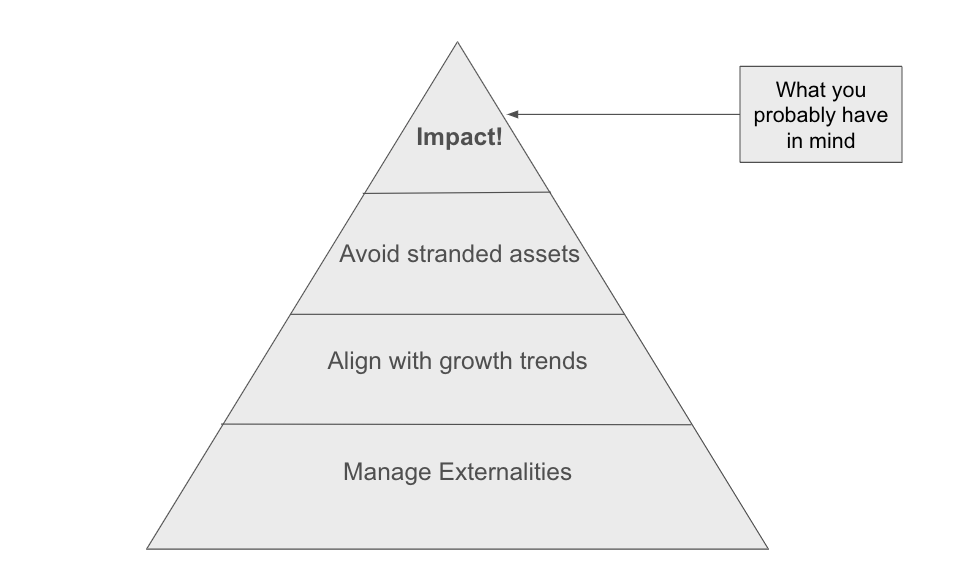 What you
probably have
in mind
Impact!
Avoid stranded assets
Align with growth trends
Manage Externalities